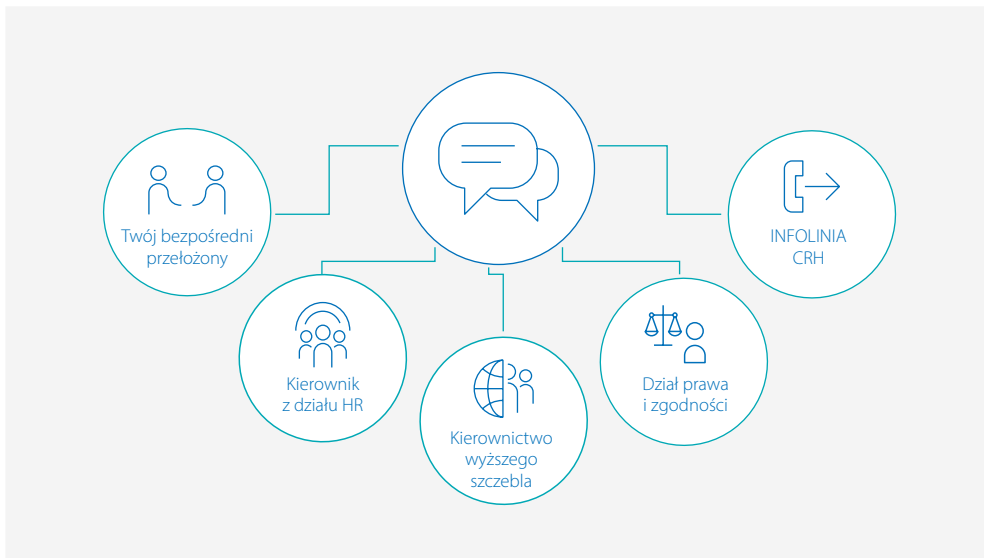 Twój bezpośredni
przełożony
Kierownik
z działu HR
Kierownictwo
wyższego
szczebla
Dział prawa
i zgodności
INFOLINIA
CRH